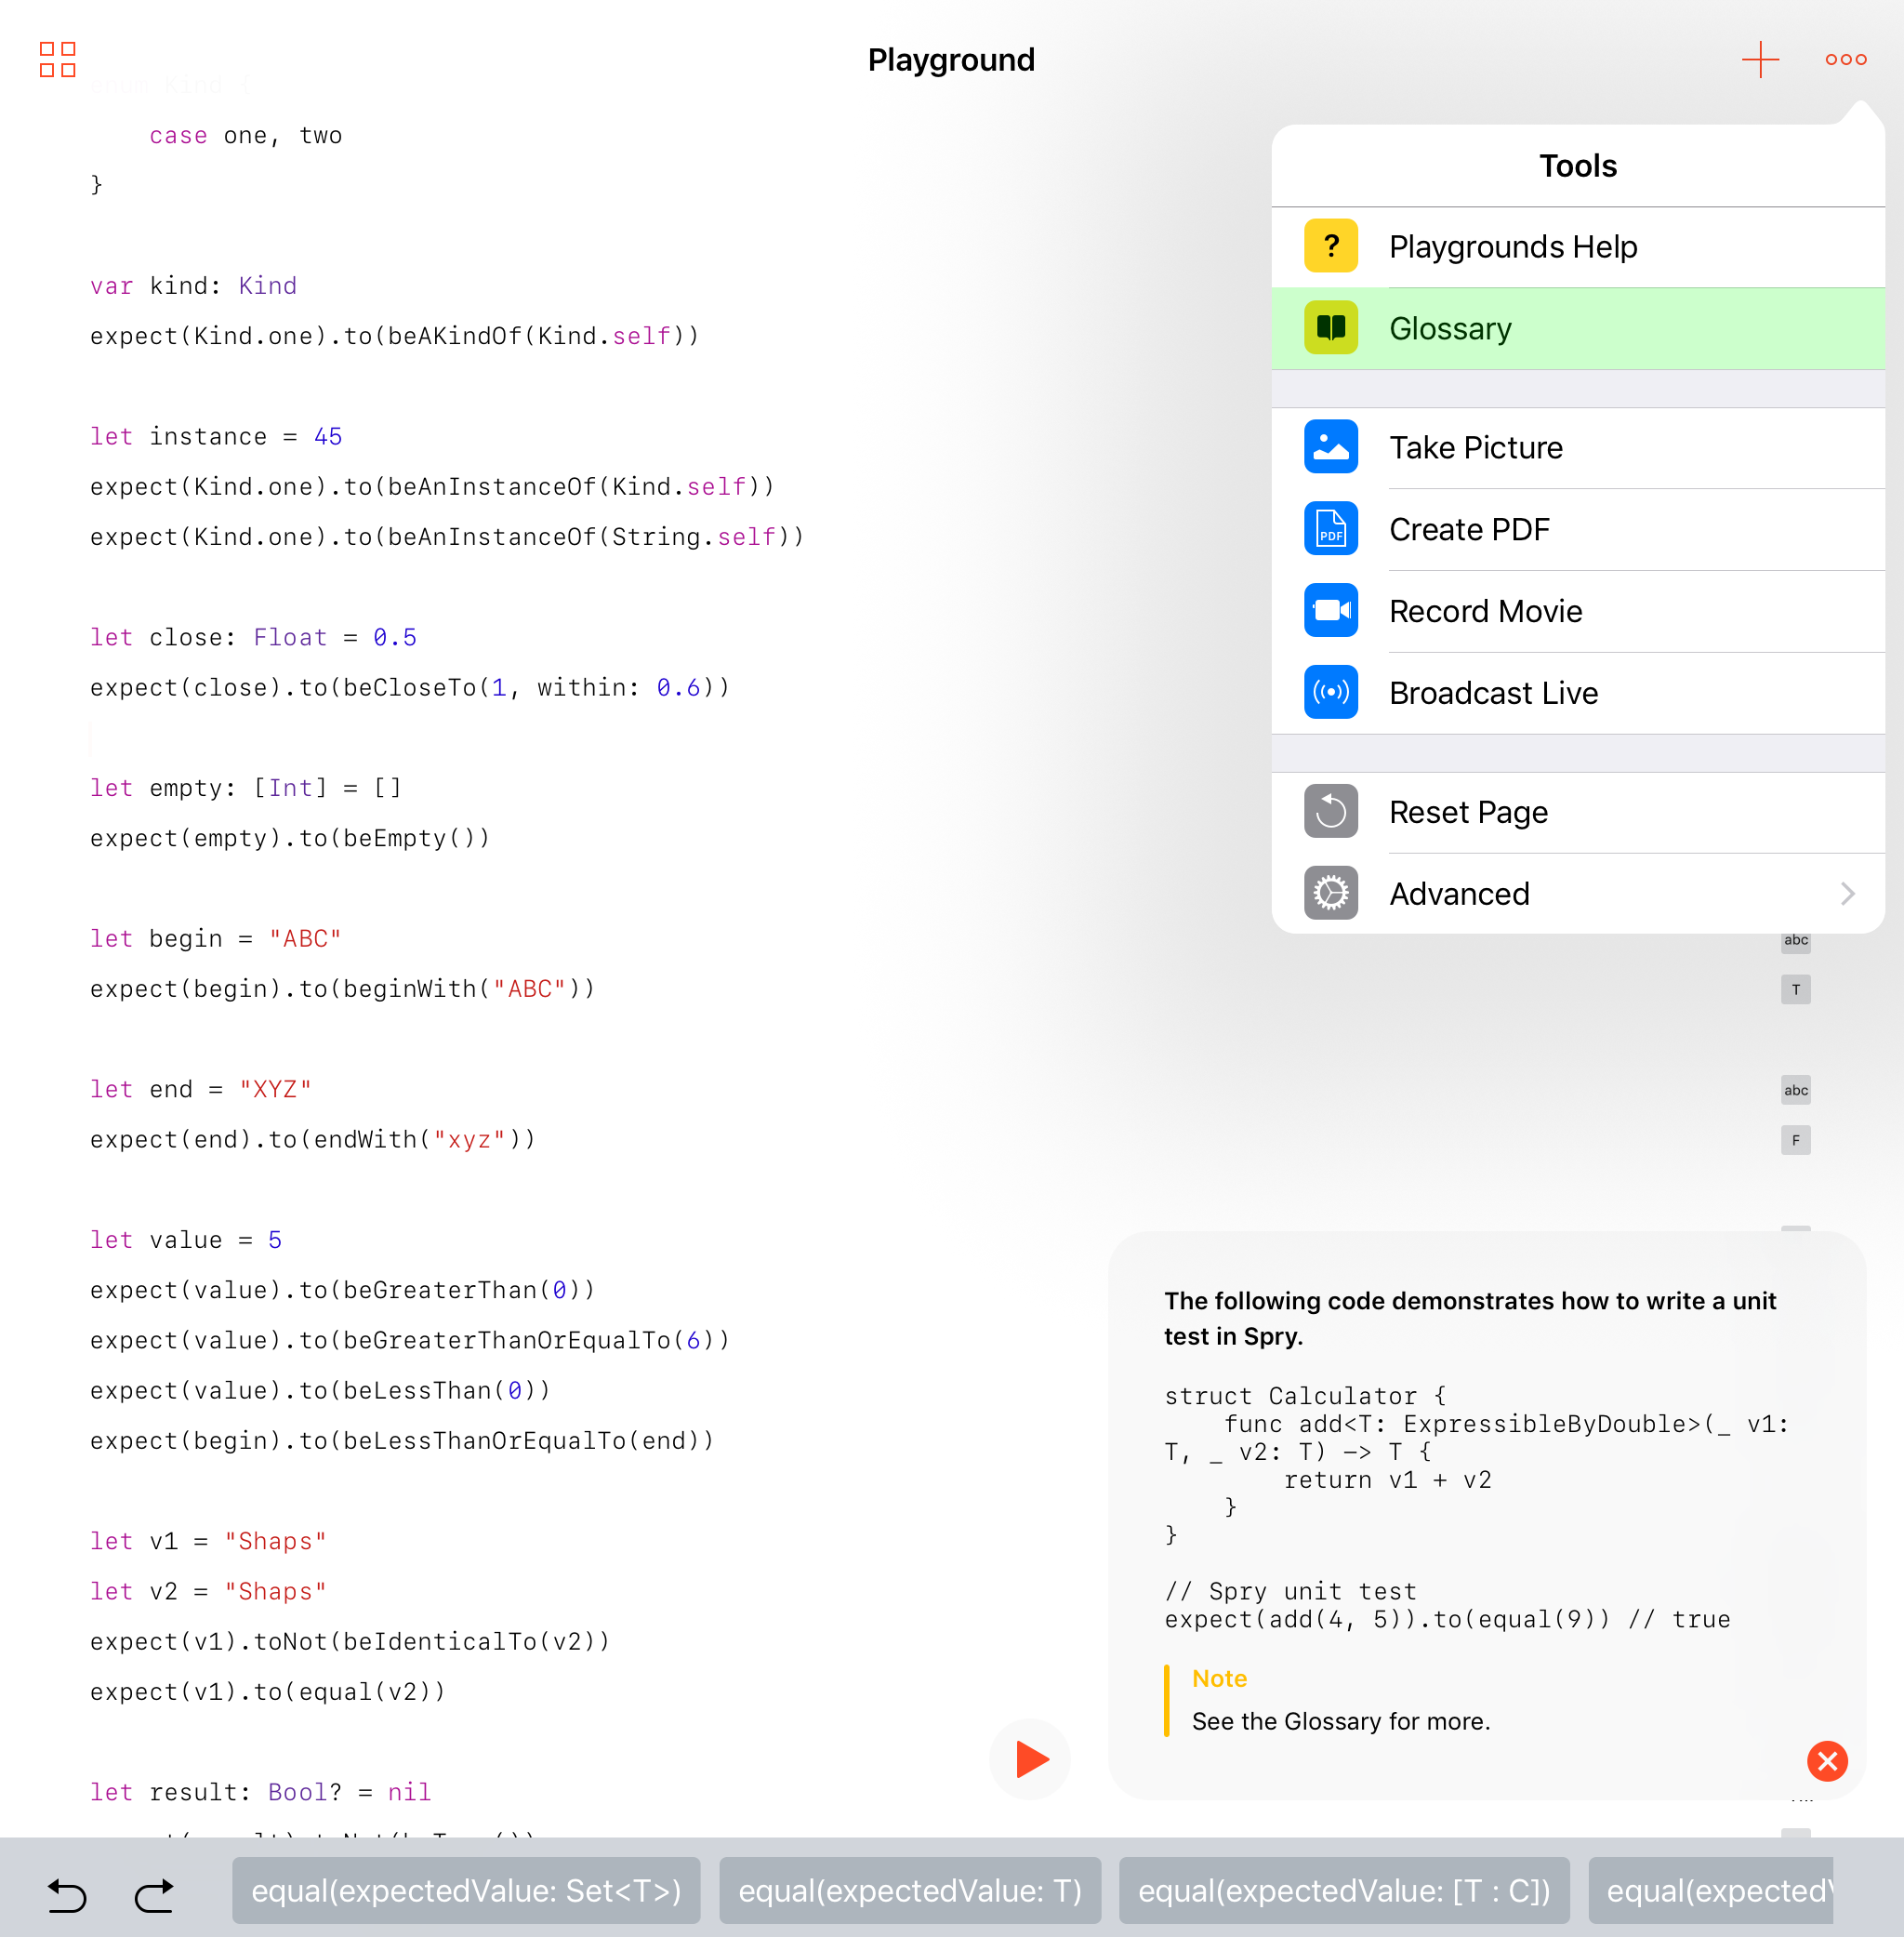 Playground
enum Kind {
    case one, two
}
var kind: Kind
expect(Kind.one).to(beAKindOf(Kind.self))
let instance = 45
expect(Kind.one).to(beAnInstanceOf(Kind.self))
expect(Kind.one).to(beAnInstanceOf(String.self))
let close: Float = 0.5
expect(close).to(beCloseTo(1, within: 0.6))
let empty: [Int] = []
expect(empty).to(beEmpty())
let begin = "ABC"
expect(begin).to(beginWith("ABC"))
let end = "XYZ"
expect(end).to(endWith("xyz"))
let value = 5
expect(value).to(beGreaterThan(0))
expect(value).to(beGreaterThanOrEqualTo(6))
expect(value).to(beLessThan(0))
expect(begin).to(beLessThanOrEqualTo(end))
let v1 = "Shaps"
let v2 = "Shaps"
expect(v1).toNot(beIdenticalTo(v2))
expect(v1).to(equal(v2))
let result: Bool? = nil
Tools
?
Playgrounds Help
Glossary
Take Picture
PDF
Create PDF
Record Movie
Broadcast Live
Reset Page
Advanced
abc
T
abc
F
The following code demonstrates how to write a unit
test in Spry.
struct Calculator {
    func add<T: ExpressibleByDouble>(_ v1:
T, _ v2: T) -> T {
        return v1 + v2
    }
}
// Spry unit test
expect(add(4, 5)).to(equal(9)) // true
Note
See the Glossary for more.
equal(expectedValue: Set<T>)
equal(expectedValue: T)
equal(expectedValue: [T : C])
equal(expectedV